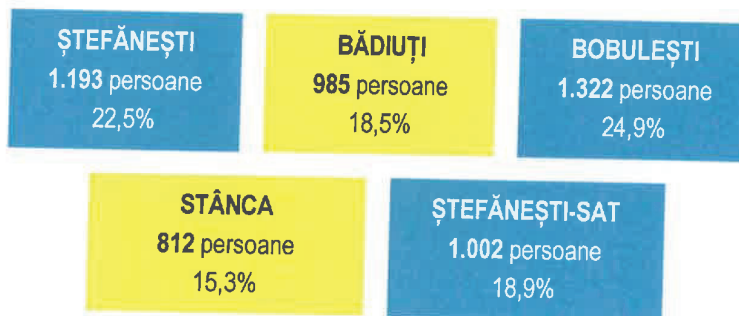 ȘTEFĂNEȘTI
1.193 persoane
22,5%
BĂDIUȚI
985 persoane
18,5%
BOBULEȘTI
1.322 persoane
24,9%
STÂNCA
812 persoane
15,3%
ȘTEFĂNEȘTI-SAT
1.002 persoane
18,9%